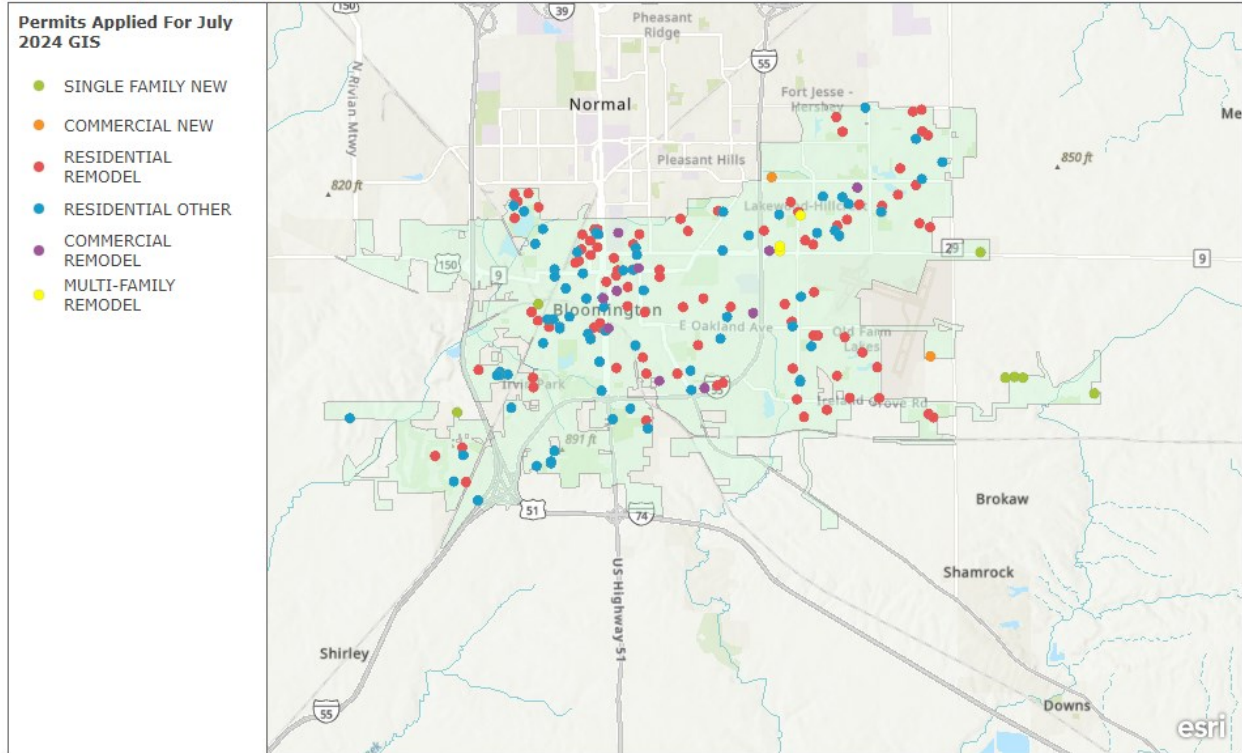 Permits Applied For July
2024 GIS
SINGLE FAMILY NEW
COMMERCIAL NEW
RESIDENTIAL
REMODEL
RESIDENTIAL OTHER
COMMERCIAL
REMODEL
MULTI-FAMILY
REMODEL
150
39
Pleasant
Ridge
55
N Rivian Mtwy
Normal
Fort Jesse -
Hershey
Me
Pleasant Hills
850 ft
820 ft
Lakewood-Hillcrest
29
150
9
9
Bloomington
E Oakland Ave
Old Farm
Lakes
Irvin Park
55
Ireland Grove Rd
891 ft
51
74
Brokaw
US Highway 51
Shamrock
Shirley
55
Downs
esri